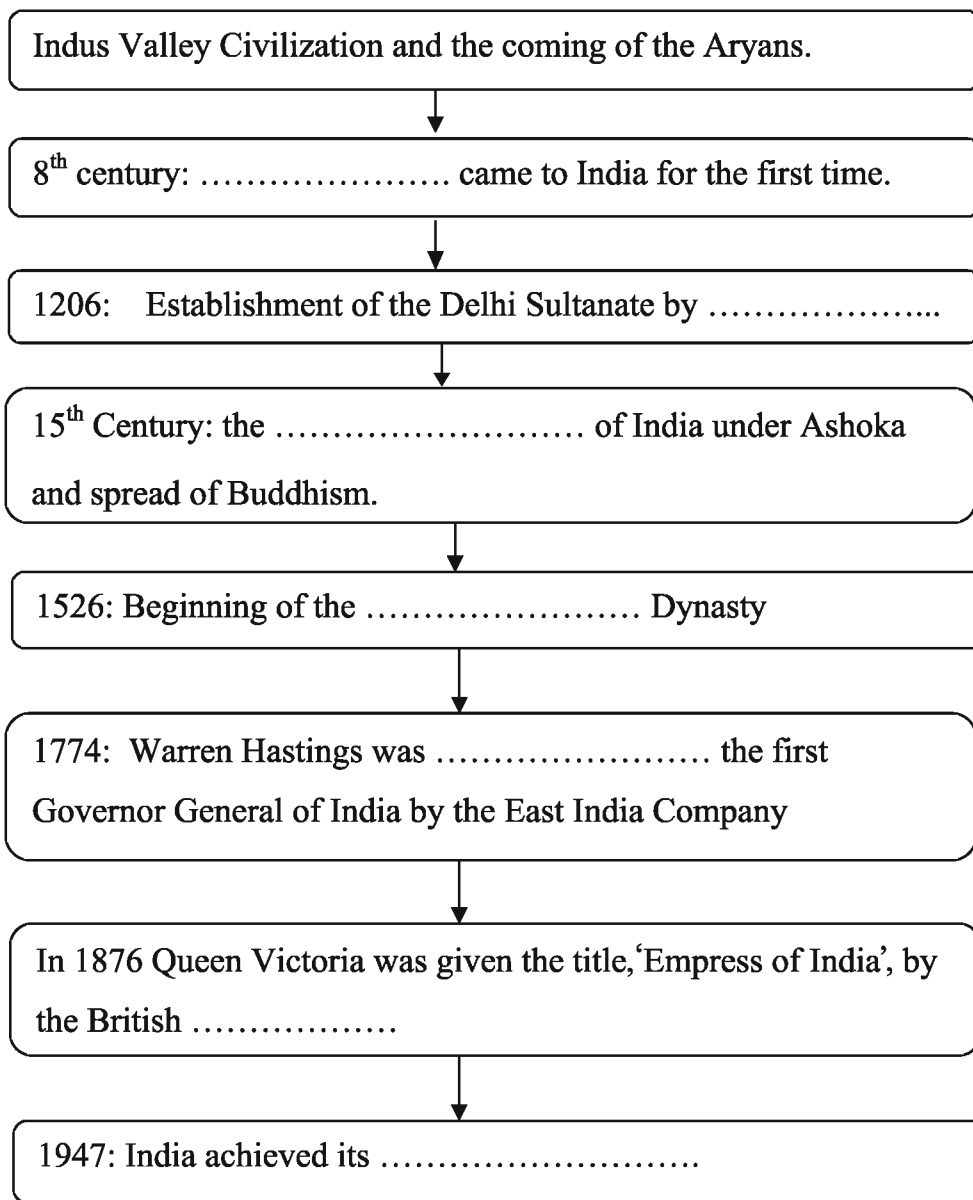 Indus Valley Civilization and the coming of the Aryans.
8th century: ........................ came to India for the first time.
1206: Establishment of the Delhi Sultanate by ........................
15th Century: the .............................. of India under Ashoka
and spread of Buddhism.
1526: Beginning of the .......................... Dynasty
1774: Warren Hastings was .......................... the first
Governor General of India by the East India Company
In 1876 Queen Victoria was given the title,‘Empress of India’, by
the British ....................
1947: India achieved its ..............................